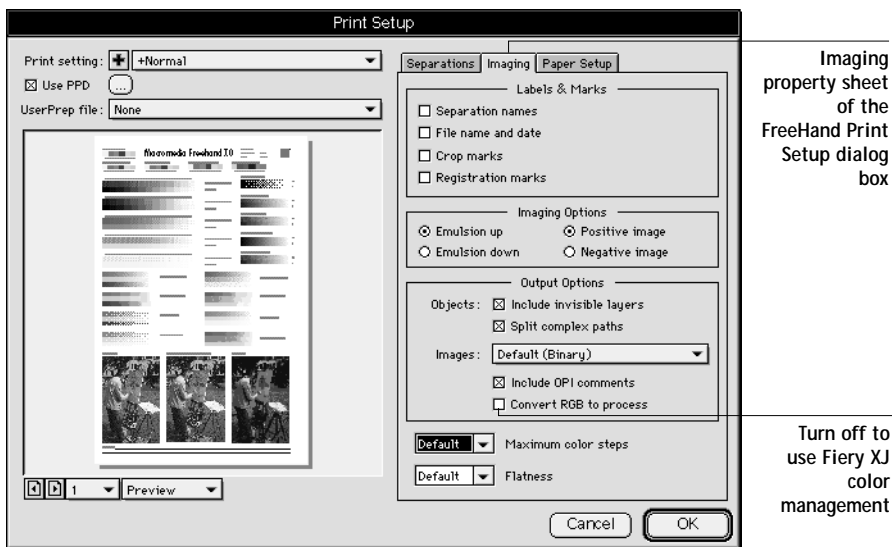 Print Setup
Print setting: +Normal
Use PPD (...)
UserPrep file: None
Macromedia FreeHand 7.0
1 Preview
Separations Imaging Paper Setup
Labels & Marks
Separation names
File name and date
Crop marks
Registration marks
Imaging Options
Emulsion up Positive image
Emulsion down Negative image
Output Options
Objects: Include invisible layers
Split complex paths
Images: Default (Binary)
Include OPI comments
Convert RGB to process
Default Maximum color steps
Default Flatness
Cancel OK
Imaging
property sheet
of the
FreeHand Print
Setup dialog
box
Turn off to
use Fiery XJ
color
management